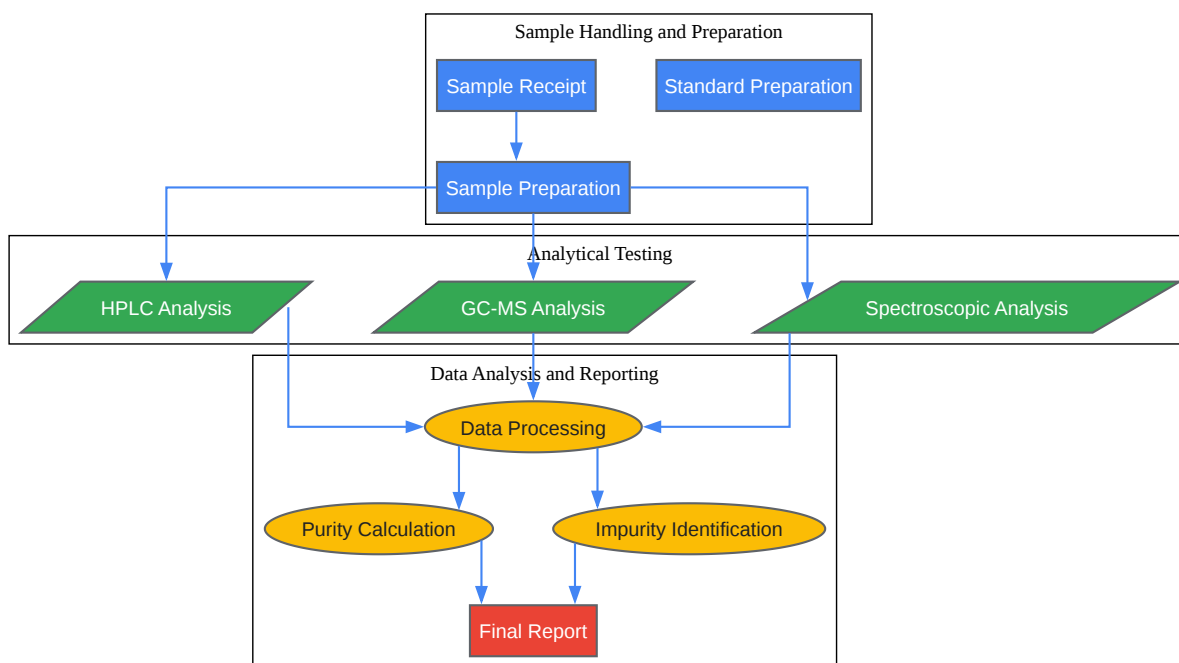 Sample Handling and Preparation
Sample Receipt
Standard Preparation
Sample Preparation
Analytical Testing
HPLC Analysis
GC-MS Analysis
Spectroscopic Analysis
Data Analysis and Reporting
Data Processing
Purity Calculation
Impurity Identification
Final Report